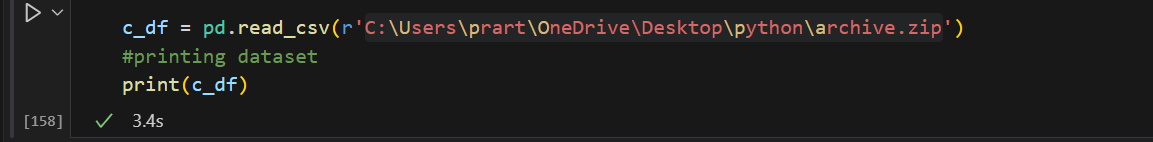 c_df = pd.read_csv(r'C:\Users\prart\OneDrive\Desktop\python\archive.zip')
#printing dataset
print(c_df)
[158] 3.4s